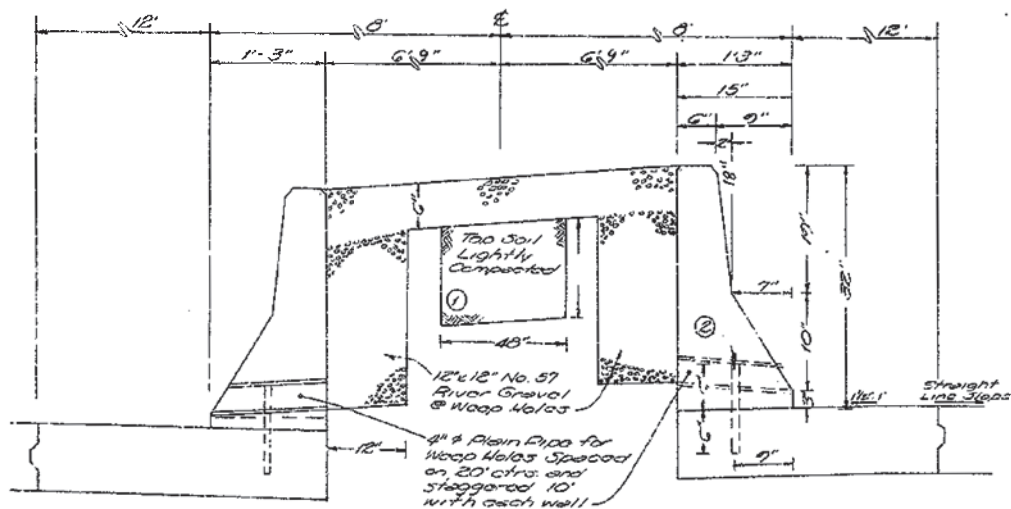 ℄
12' 8' 8' 12'
1'-3" 6'9" 6'9" 1'3"
15"
6" 9"
2"
18"
6"
19"
32"
Top Soil
Lightly
Compacted
1
7"
2
10"
48"
12"x12" No. 57
River Gravel
@ Weep Holes
Straight
Line Slope
3"
4" ϕ Plain Pipe for
Weep Holes Spaced
on 20' ctrs. and
staggered 10'
with each wall
12"
6"
9"